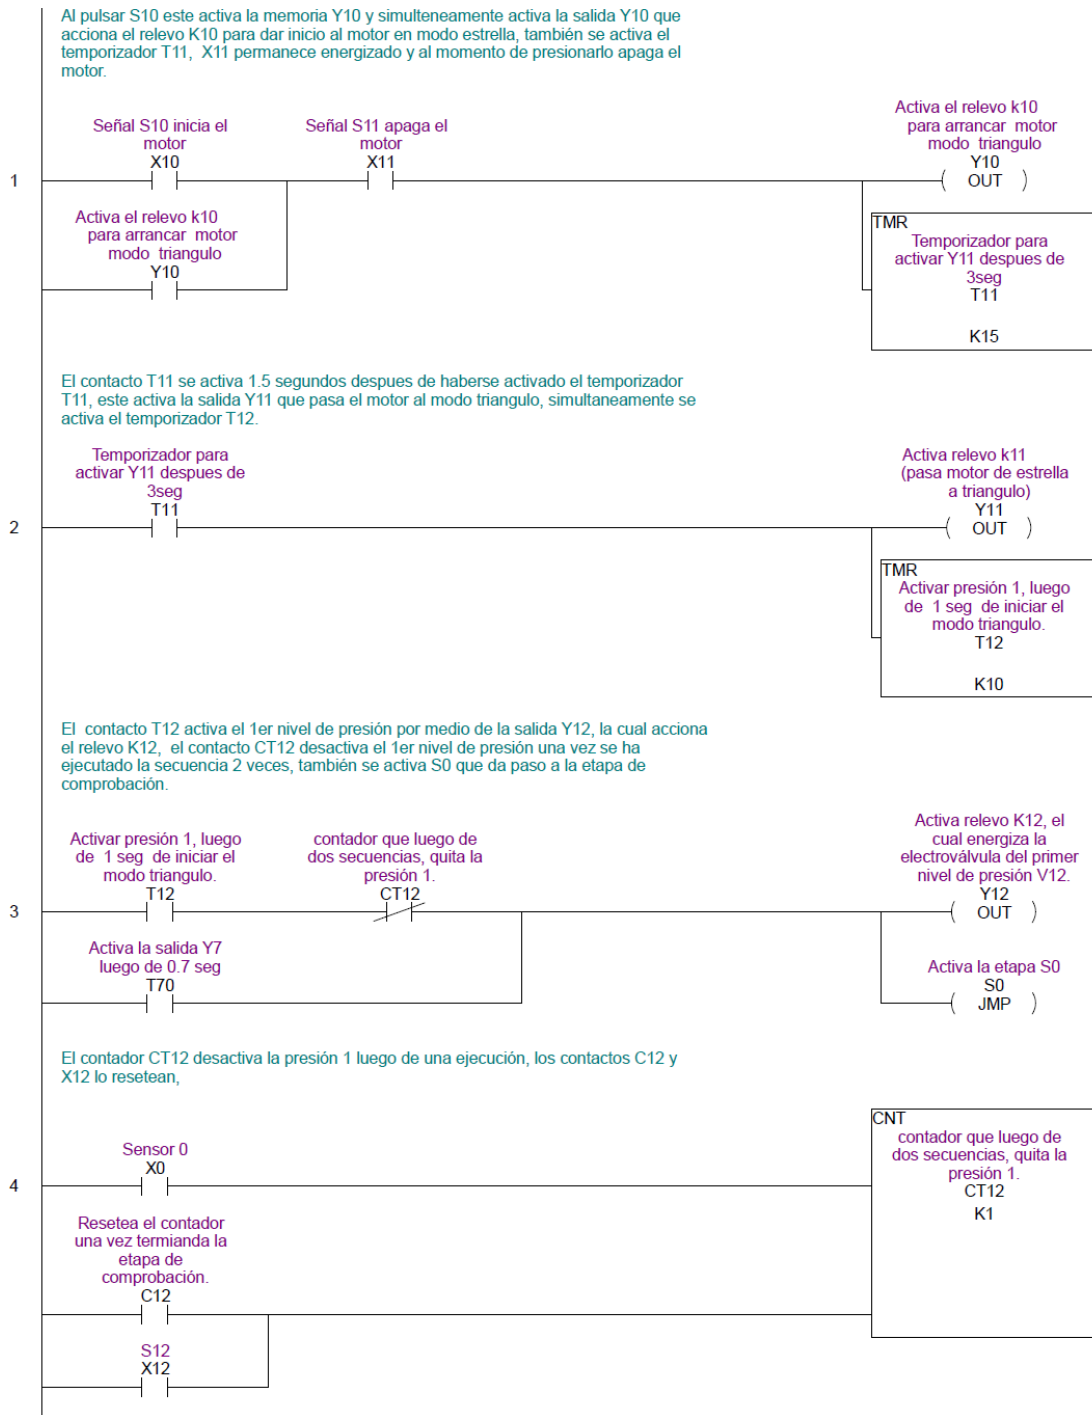 Al pulsar S10 este activa la memoria Y10 y simulteneamente activa la salida Y10 que
acciona el relevo K10 para dar inicio al motor en modo estrella, también se activa el
temporizador T11, X11 permanece energizado y al momento de presionarlo apaga el
motor.
Señal S10 inicia el
motor
X10
Señal S11 apaga el
motor
X11
Activa el relevo k10
para arrancar motor
modo triangulo
Y10
OUT
1
Activa el relevo k10
para arrancar motor
modo triangulo
Y10
TMR
Temporizador para
activar Y11 despues de
3seg
T11
K15
El contacto T11 se activa 1.5 segundos despues de haberse activado el temporizador
T11, este activa la salida Y11 que pasa el motor al modo triangulo, simultaneamente se
activa el temporizador T12.
Temporizador para
activar Y11 despues de
3seg
T11
Activa relevo k11
(pasa motor de estrella
a triangulo)
Y11
OUT
2
TMR
Activar presión 1, luego
de 1 seg de iniciar el
modo triangulo.
T12
K10
El contacto T12 activa el 1er nivel de presión por medio de la salida Y12, la cual acciona
el relevo K12, el contacto CT12 desactiva el 1er nivel de presión una vez se ha
ejecutado la secuencia 2 veces, también se activa S0 que da paso a la etapa de
comprobación.
Activar presión 1, luego
de 1 seg de iniciar el
modo triangulo.
T12
contador que luego de
dos secuencias, quita la
presión 1.
CT12
Activa relevo K12, el
cual energiza la
electroválvula del primer
nivel de presión V12.
Y12
OUT
3
Activa la salida Y7
luego de 0.7 seg
T70
Activa la etapa S0
S0
JMP
El contador CT12 desactiva la presión 1 luego de una ejecución, los contactos C12 y
X12 lo resetean,
Sensor 0
X0
CNT
contador que luego de
dos secuencias, quita la
presión 1.
CT12
K1
4
Resetea el contador
una vez termianda la
etapa de
comprobación.
C12
S12
X12